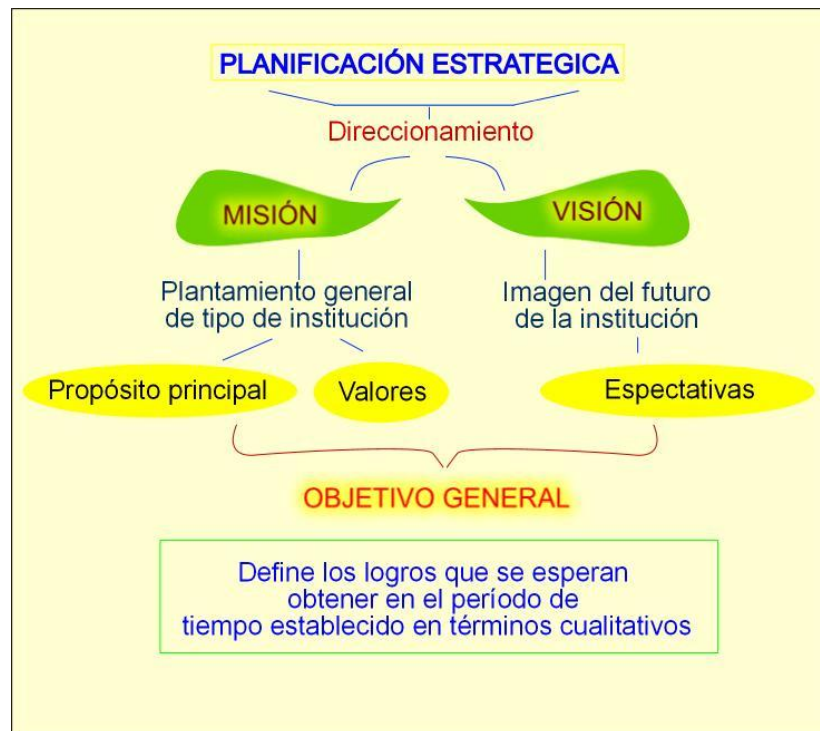 PLANIFICACIÓN ESTRATEGICA
Direccionamiento
MISIÓN
VISIÓN
Plantamiento general
de tipo de institución
Imagen del futuro
de la institución
Propósito principal
Valores
Espectativas
OBJETIVO GENERAL
Define los logros que se esperan
obtener en el período de
tiempo establecido en términos cualitativos